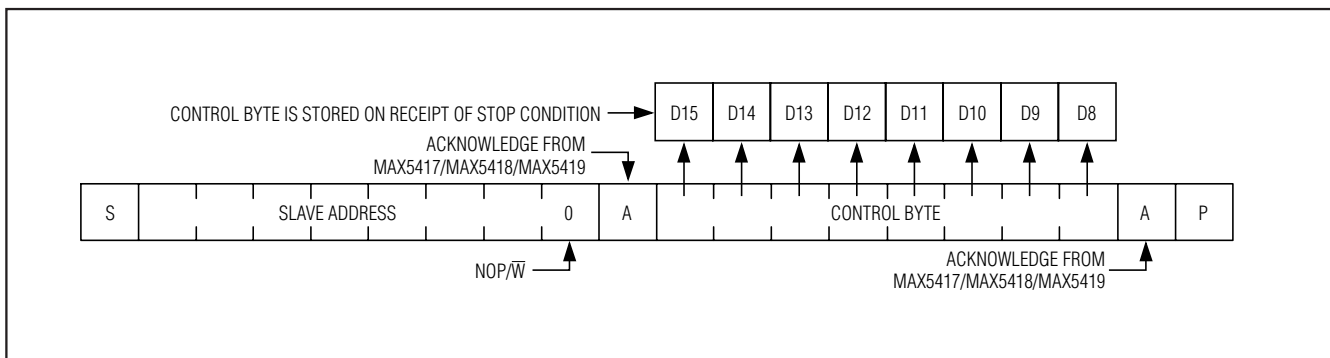 CONTROL BYTE IS STORED ON RECEIPT OF STOP CONDITION D15 D14 D13 D12 D11 D10 D9 D8
ACKNOWLEDGE FROM
MAX5417/MAX5418/MAX5419
S SLAVE ADDRESS 0 A CONTROL BYTE A P
NOP/W̅
ACKNOWLEDGE FROM
MAX5417/MAX5418/MAX5419